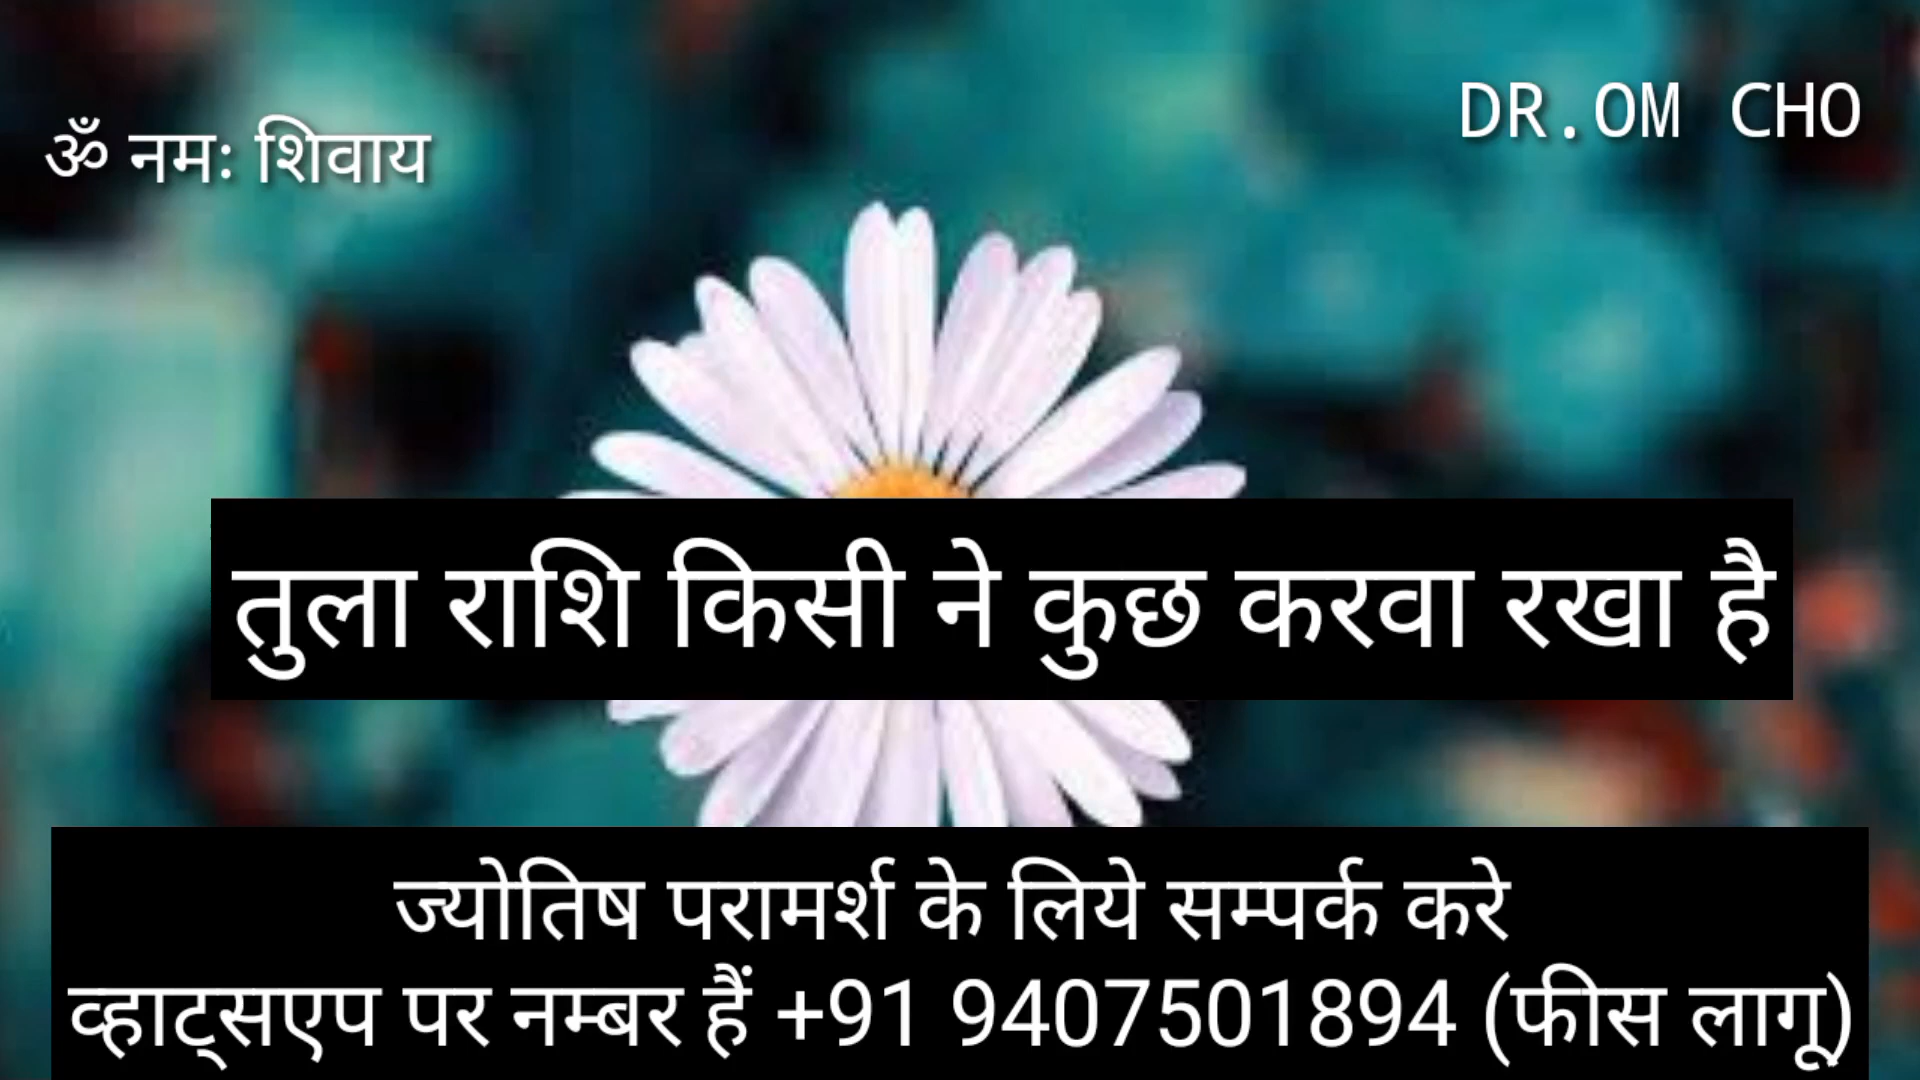 ॐ नमः शिवाय
DR.OM CHO
तुला राशि किसी ने कुछ करवा रखा है
ज्योतिष परामर्श के लिये सम्पर्क करे
व्हाट्सएप पर नम्बर हैं +91 9407501894 (फीस लागू)